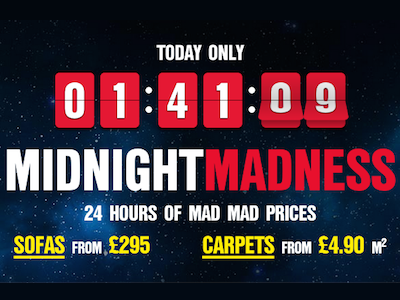 TODAY ONLY
01:41:09
MIDNIGHTMADNESS
24 HOURS OF MAD MAD PRICES
SOFAS FROM £295 CARPETS FROM £4.90 M²